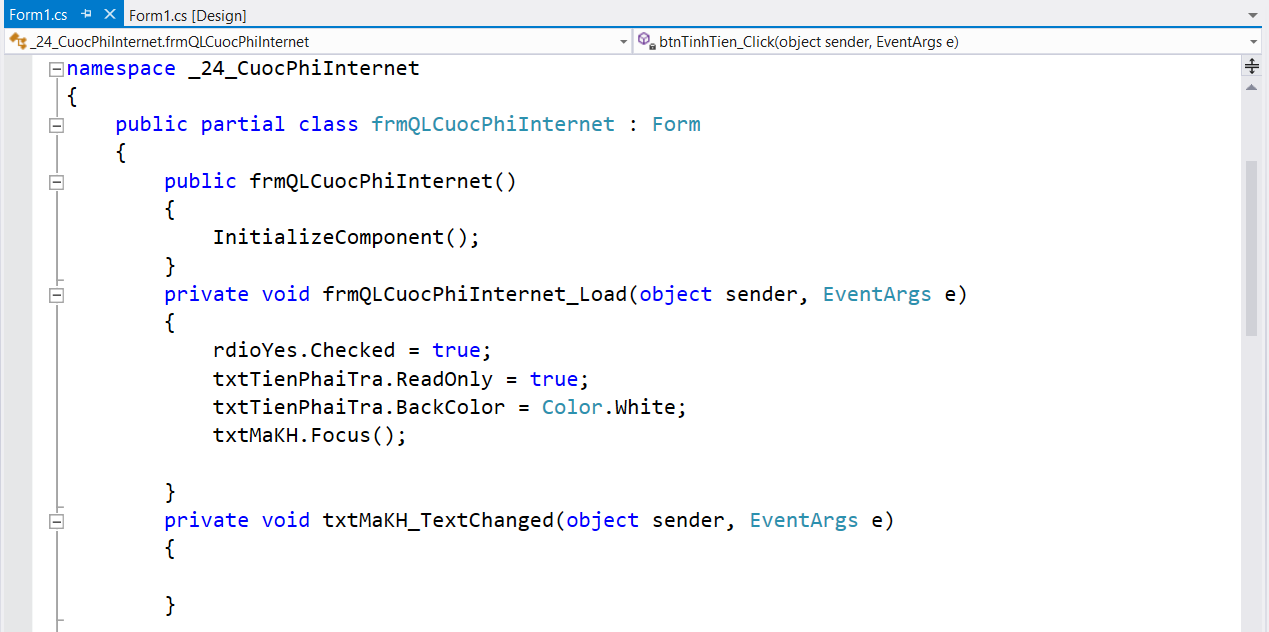 Form1.cs
Form1.cs [Design]
_24_CuocPhiInternet.frmQLCuocPhiInternet
btnTinhTien_Click(object sender, EventArgs e)
namespace _24_CuocPhiInternet
{
public partial class frmQLCuocPhiInternet : Form
{
public frmQLCuocPhiInternet()
{
InitializeComponent();
}
private void frmQLCuocPhiInternet_Load(object sender, EventArgs e)
{
rdioYes.Checked = true;
txtTienPhaiTra.ReadOnly = true;
txtTienPhaiTra.BackColor = Color.White;
txtMaKH.Focus();
}
private void txtMaKH_TextChanged(object sender, EventArgs e)
{
}